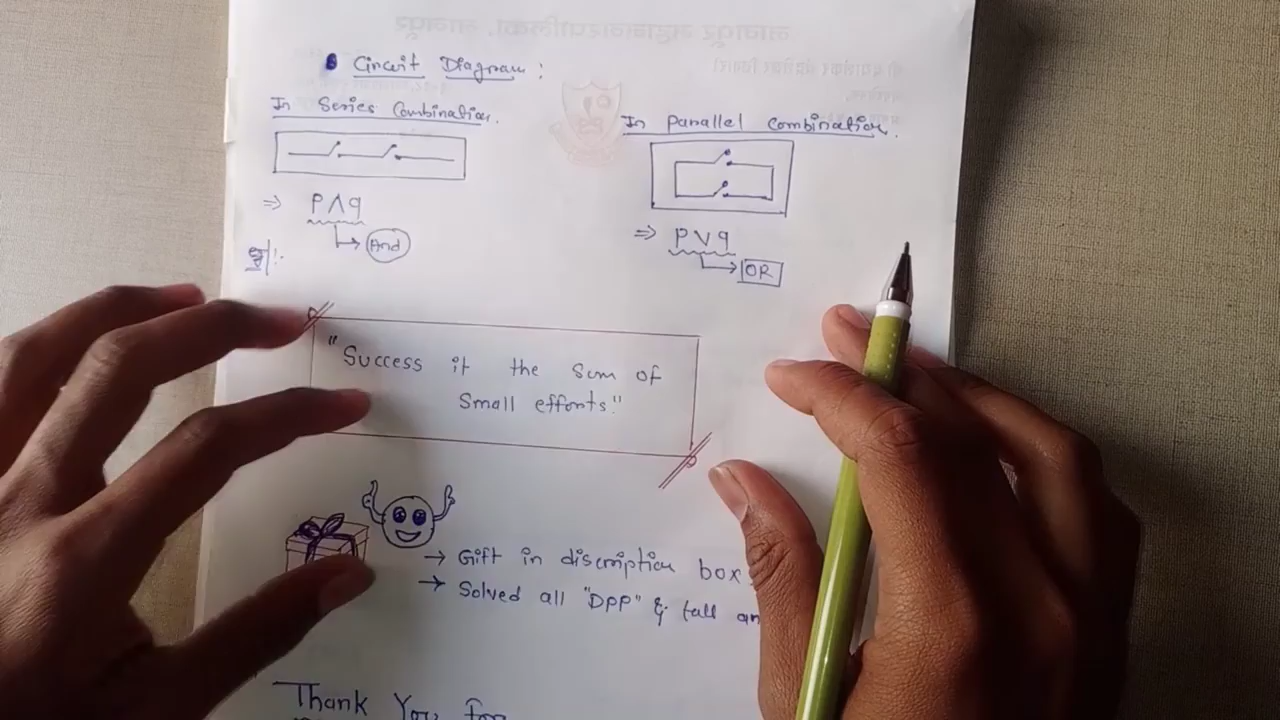 Circuit Diagram:
In Series Combination.
In Parallel Combination.
⇒ P∧q
And
⇒ P∨q
OR
"Success it the Sum of
Small efforts."
→ Gift in discription box
→ Solved all "DPP" & tall an
Thank You for